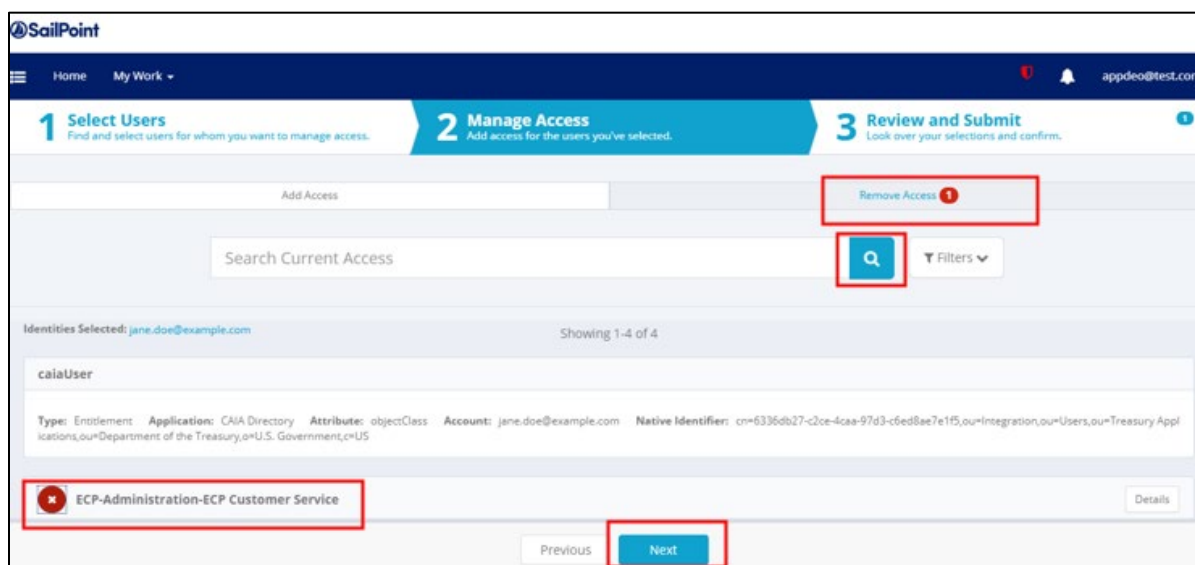 SailPoint
Home My Work
appdeo@test.cor
1 Select Users
Find and select users for whom you want to manage access.
2 Manage Access
Add access for the users you've selected.
3 Review and Submit
Look over your selections and confirm.
1
Add Access
Remove Access 1
Search Current Access
Filters
Identities Selected: jane.doe@example.com
Showing 1-4 of 4
caiaUser
Type: Entitlement Application: CAIA Directory Attribute: objectClass Account: jane.doe@example.com Native Identifier: cn=6336db27-c2ce-4caa-97d3-c6ed8ae7e1f5,ou=Integration,ou=Users,ou=Treasury Appl
ications,ou=Department of the Treasury,o=U.S. Government,c=US
ECP-Administration-ECP Customer Service
Details
Previous
Next